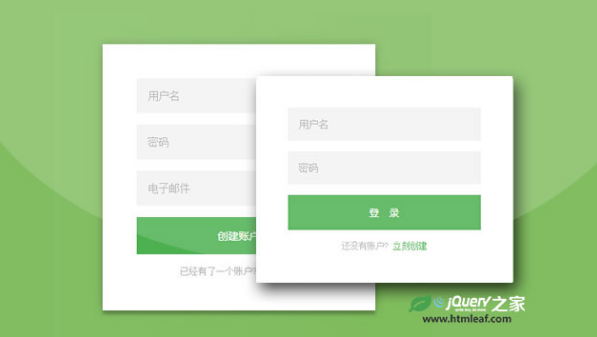 用户名
密码
电子邮件
创建账户
已经有了一个账户?
用户名
密码
登 录
还没有账户? 立刻创建
jQuery之家
www.htmleaf.com